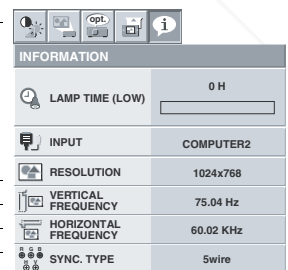 opt.
i
INFORMATION
LAMP TIME (LOW)
0 H
INPUT
COMPUTER2
RESOLUTION
1024x768
VERTICAL
FREQUENCY
75.04 Hz
HORIZONTAL
FREQUENCY
60.02 KHz
R G B
H V
SYNC. TYPE
5wire